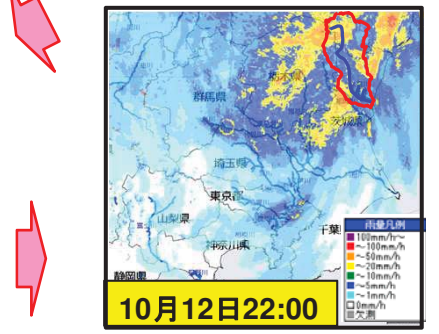 栃木県
群馬県
茨城県
埼玉県
東京都
山梨県
千葉
神奈川県
静岡県
雨量凡例
100mm/h~
~100mm/h
~50mm/h
~20mm/h
~10mm/h
~5mm/h
~1mm/h
0mm/h
欠測
10月12日22:00